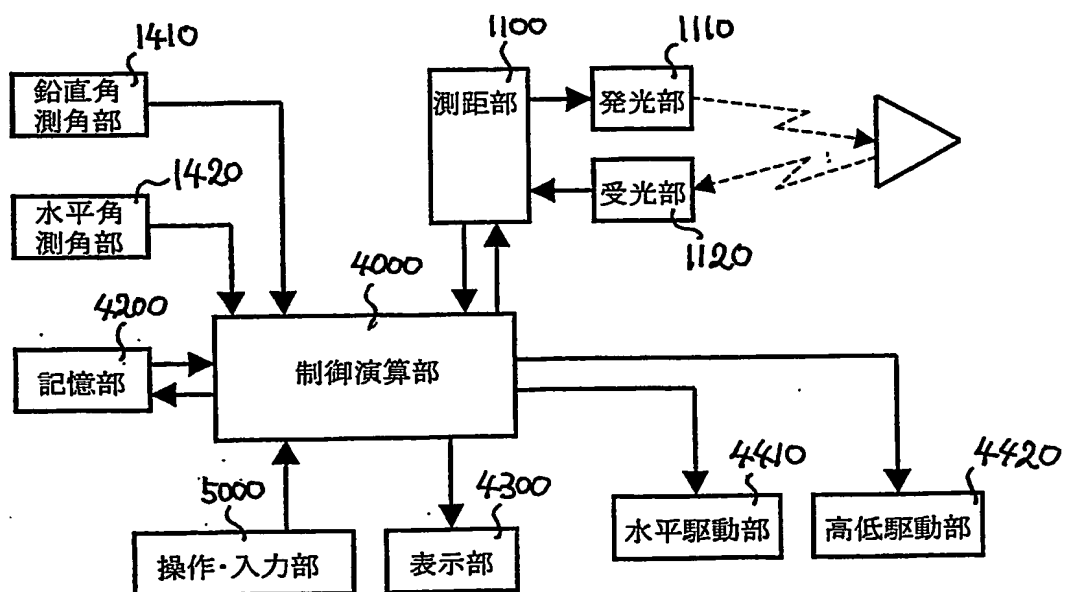 1410
鉛直角
測角部
1100
測距部
1110
発光部
1420
水平角
測角部
受光部
1120
4200
記憶部
4000
制御演算部
5000
操作・入力部
4300
表示部
4410
水平駆動部
4420
高低駆動部